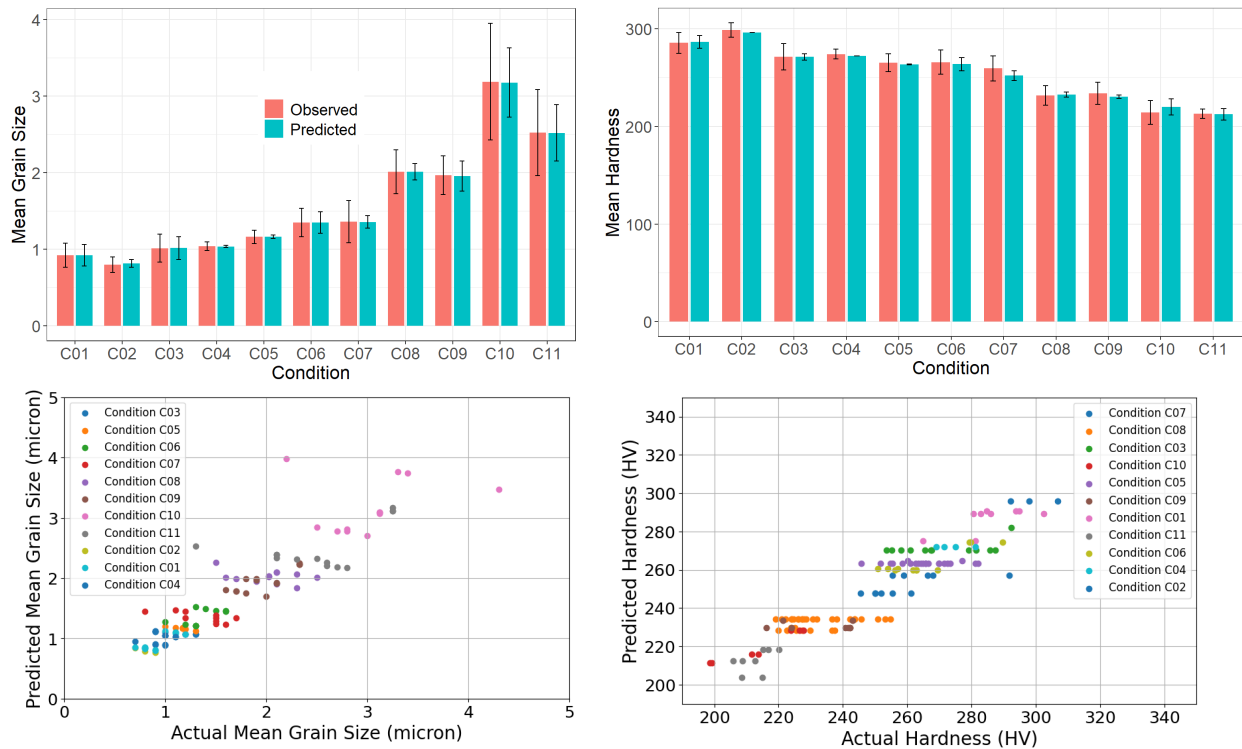 Mean Grain Size
4
3
2
1
0
Observed
Predicted
C01 C02 C03 C04 C05 C06 C07 C08 C09 C10 C11
Condition
Mean Hardness
300
200
100
0
C01 C02 C03 C04 C05 C06 C07 C08 C09 C10 C11
Condition
Predicted Mean Grain Size (micron)
5
4
3
2
1
0
Condition C03
Condition C05
Condition C06
Condition C07
Condition C08
Condition C09
Condition C10
Condition C11
Condition C02
Condition C01
Condition C04
0 1 2 3 4 5
Actual Mean Grain Size (micron)
Predicted Hardness (HV)
340
320
300
280
260
240
220
200
Condition C07
Condition C08
Condition C03
Condition C10
Condition C05
Condition C09
Condition C01
Condition C11
Condition C06
Condition C04
Condition C02
200 220 240 260 280 300 320 340
Actual Hardness (HV)